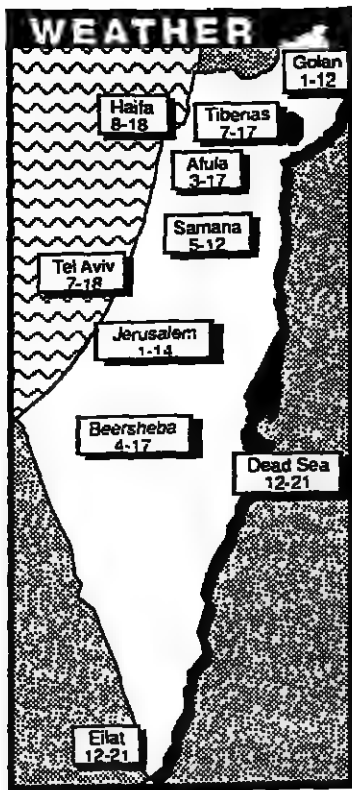 WEATHER
Golan
1-12
Haifa
8-18
Tiberias
7-17
Afula
3-17
Samaria
5-12
Tel Aviv
7-18
Jerusalem
1-14
Beersheba
4-17
Dead Sea
12-21
Eilat
12-21